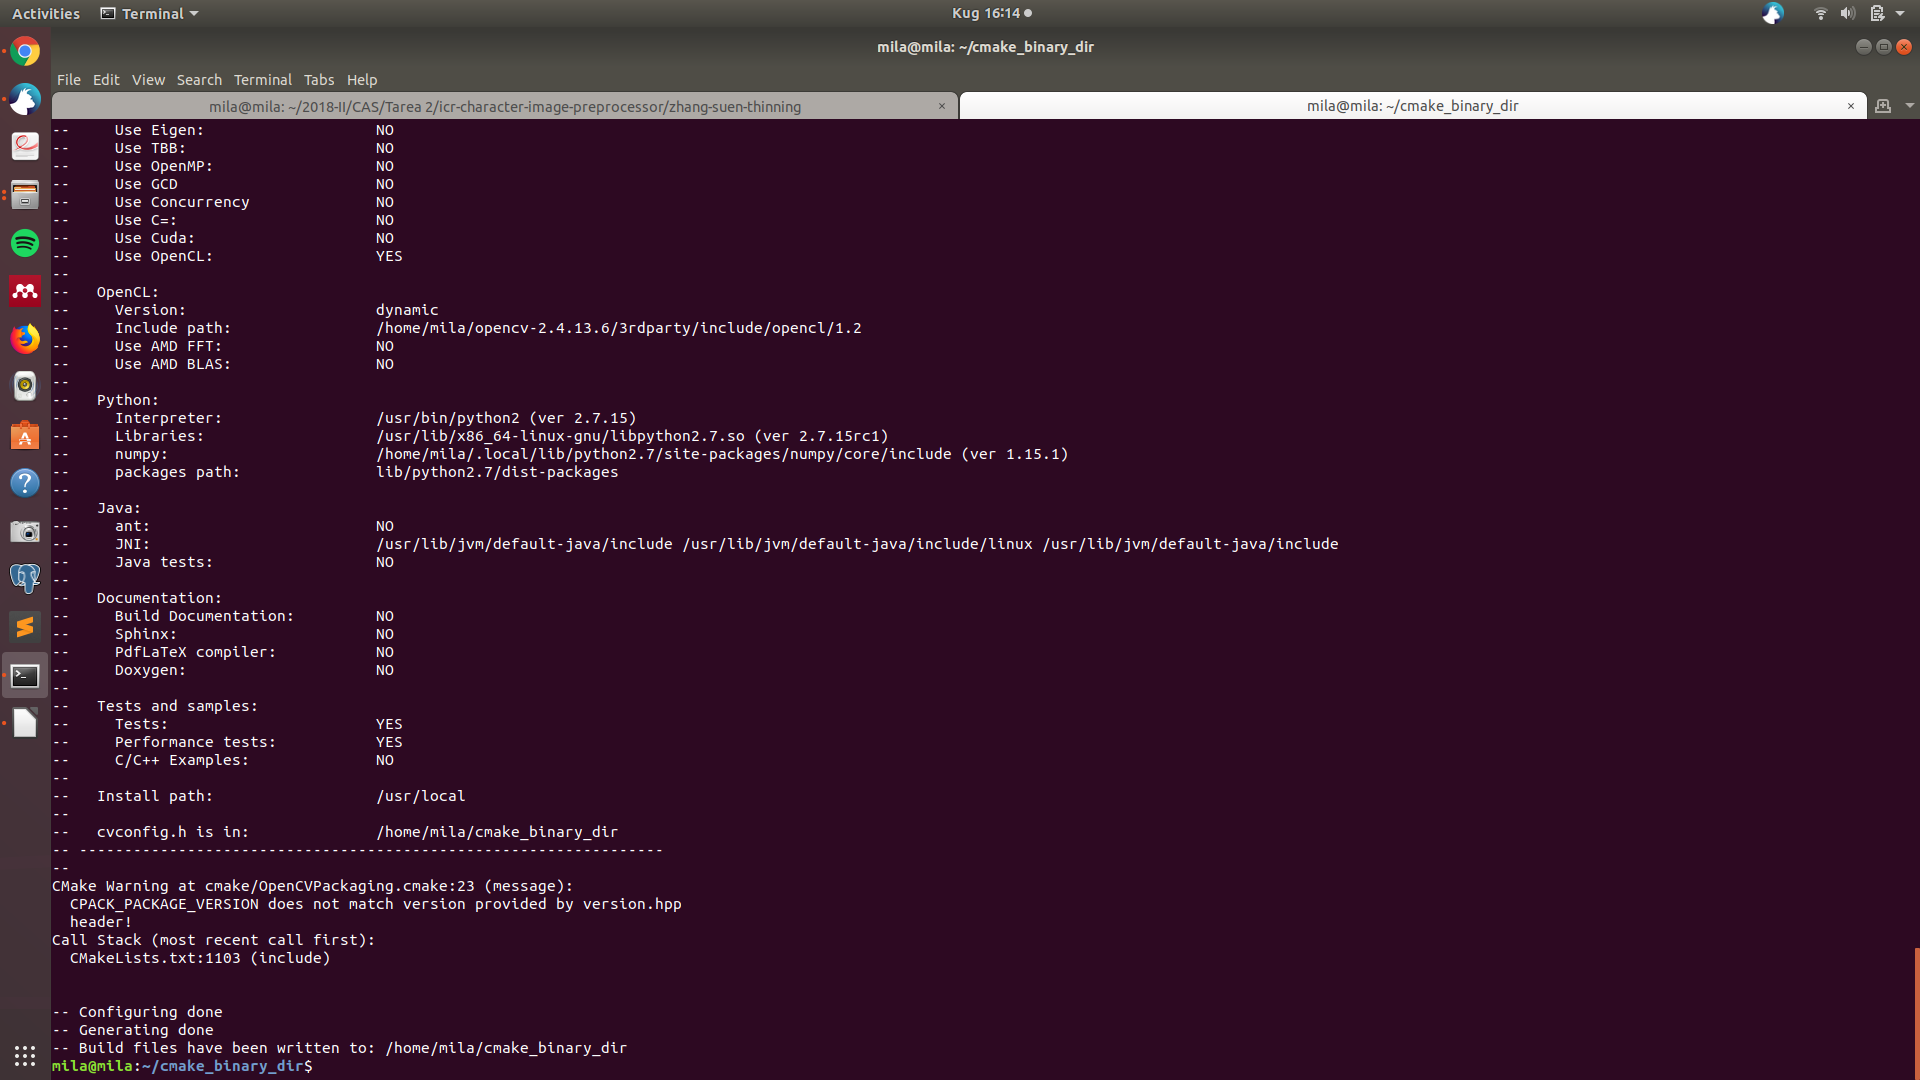 Activities Terminal Kug 16:14
mila@mila: ~/cmake_binary_dir
File Edit View Search Terminal Tabs Help
mila@mila: ~/2018-II/CAS/Tarea 2/icr-character-image-preprocessor/zhang-suen-thinning × mila@mila: ~/cmake_binary_dir ×
--     Use Eigen:                   NO
--     Use TBB:                     NO
--     Use OpenMP:                  NO
--     Use GCD                      NO
--     Use Concurrency              NO
--     Use C=:                      NO
--     Use Cuda:                    NO
--     Use OpenCL:                  YES
--
--   OpenCL:
--     Version:                     dynamic
--     Include path:                /home/mila/opencv-2.4.13.6/3rdparty/include/opencl/1.2
--     Use AMD FFT:                 NO
--     Use AMD BLAS:                NO
--
--   Python:
--     Interpreter:                 /usr/bin/python2 (ver 2.7.15)
--     Libraries:                   /usr/lib/x86_64-linux-gnu/libpython2.7.so (ver 2.7.15rc1)
--     numpy:                       /home/mila/.local/lib/python2.7/site-packages/numpy/core/include (ver 1.15.1)
--     packages path:               lib/python2.7/dist-packages
--
--   Java:
--     ant:                         NO
--     JNI:                         /usr/lib/jvm/default-java/include /usr/lib/jvm/default-java/include/linux /usr/lib/jvm/default-java/include
--     Java tests:                  NO
--
--   Documentation:
--     Build Documentation:         NO
--     Sphinx:                      NO
--     PdfLaTeX compiler:           NO
--     Doxygen:                     NO
--
--   Tests and samples:
--     Tests:                       YES
--     Performance tests:           YES
--     C/C++ Examples:              NO
--
--   Install path:                  /usr/local
--
--   cvconfig.h is in:              /home/mila/cmake_binary_dir
-- -----------------------------------------------------------------
--
CMake Warning at cmake/OpenCVPackaging.cmake:23 (message):
  CPACK_PACKAGE_VERSION does not match version provided by version.hpp
  header!
Call Stack (most recent call first):
  CMakeLists.txt:1103 (include)
-- Configuring done
-- Generating done
-- Build files have been written to: /home/mila/cmake_binary_dir
mila@mila:~/cmake_binary_dir$